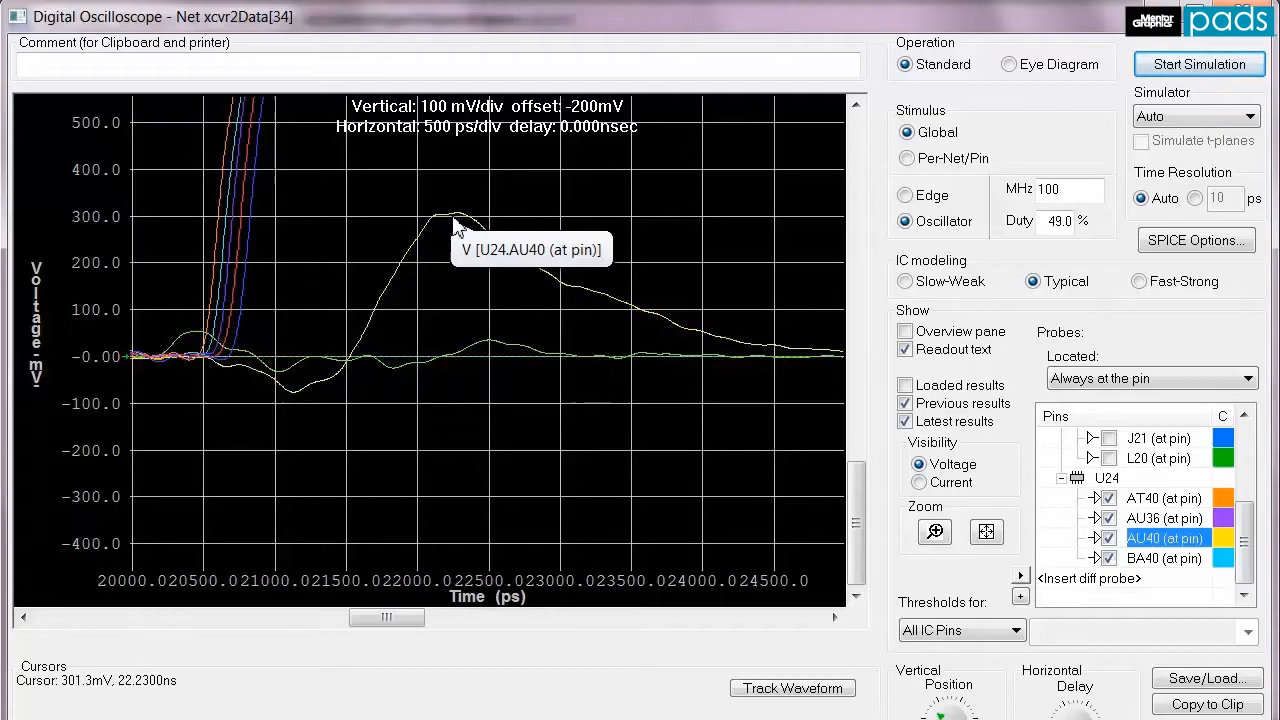 Digital Oscilloscope - Net xcvr2Data[34]
Mentor Graphics
pads
Comment (for Clipboard and printer)
Vertical: 100 mV/div offset: -200mV
Horizontal: 500 ps/div delay: 0.000nsec
500.0
400.0
300.0
200.0
100.0
-0.00
-100.0
-200.0
-300.0
-400.0
Voltage -mV-
V [U24.AU40 (at pin)]
20000.020500.021000.021500.022000.022500.023000.023500.024000.024500.0
Time (ps)
Cursors
Cursor: 301.3mV, 22.2300ns
Track Waveform
Operation
Standard
Eye Diagram
Start Simulation
Stimulus
Global
Per-Net/Pin
Edge
Oscillator
MHz 100
Duty 49.0 %
Simulator
Auto
Simulate t-planes
Time Resolution
Auto 10 ps
SPICE Options...
IC modeling
Slow-Weak
Typical
Fast-Strong
Show
Overview pane
Readout text
Loaded results
Previous results
Latest results
Visibility
Voltage
Current
Zoom
Probes:
Located:
Always at the pin
Pins C
J21 (at pin)
L20 (at pin)
U24
AT40 (at pin)
AU36 (at pin)
AU40 (at pin)
BA40 (at pin)
<Insert diff probe>
+
Thresholds for:
All IC Pins
Vertical
Position
Horizontal
Delay
Save/Load...
Copy to Clip